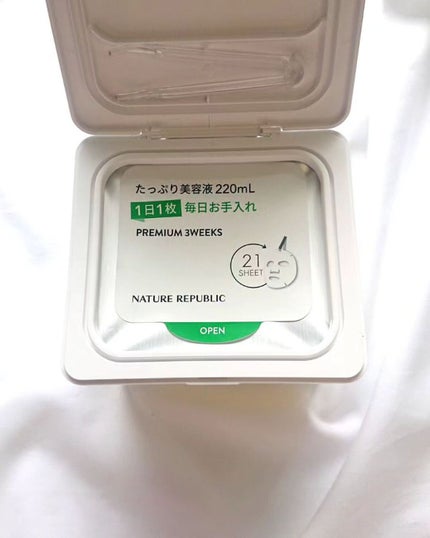 たっぷり美容液 220mL
1日1枚 毎日お手入れ
PREMIUM 3WEEKS
21
SHEET
NATURE REPUBLIC
OPEN